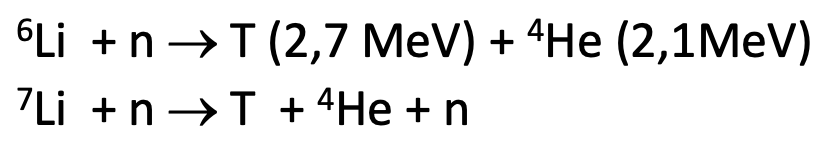 ⁶Li + n → T (2,7 MeV) + ⁴He (2,1MeV)
⁷Li + n → T + ⁴He + n